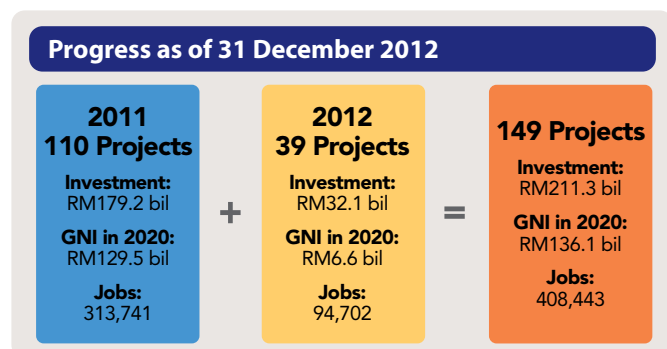 Progress as of 31 December 2012
2011
110 Projects
Investment:
RM179.2 bil
GNI in 2020:
RM129.5 bil
Jobs:
313,741
+
2012
39 Projects
Investment:
RM32.1 bil
GNI in 2020:
RM6.6 bil
Jobs:
94,702
=
149 Projects
Investment:
RM211.3 bil
GNI in 2020:
RM136.1 bil
Jobs:
408,443